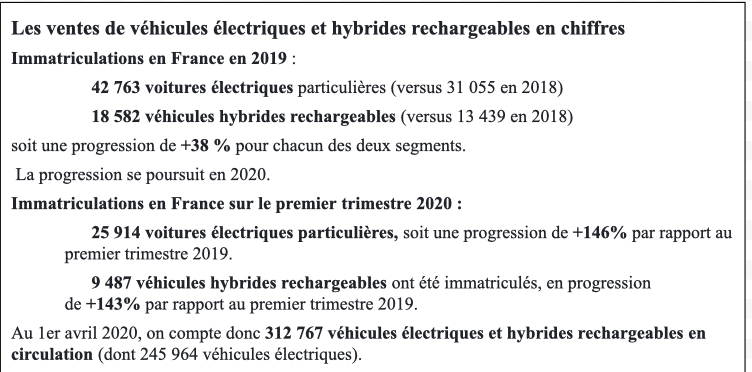 Les ventes de véhicules électriques et hybrides rechargeables en chiffres
Immatriculations en France en 2019 :
42 763 voitures électriques particulières (versus 31 055 en 2018)
18 582 véhicules hybrides rechargeables (versus 13 439 en 2018)
soit une progression de +38 % pour chacun des deux segments.
La progression se poursuit en 2020.
Immatriculations en France sur le premier trimestre 2020 :
25 914 voitures électriques particulières, soit une progression de +146% par rapport au
premier trimestre 2019.
9 487 véhicules hybrides rechargeables ont été immatriculés, en progression
de +143% par rapport au premier trimestre 2019.
Au 1er avril 2020, on compte donc 312 767 véhicules électriques et hybrides rechargeables en
circulation (dont 245 964 véhicules électriques).